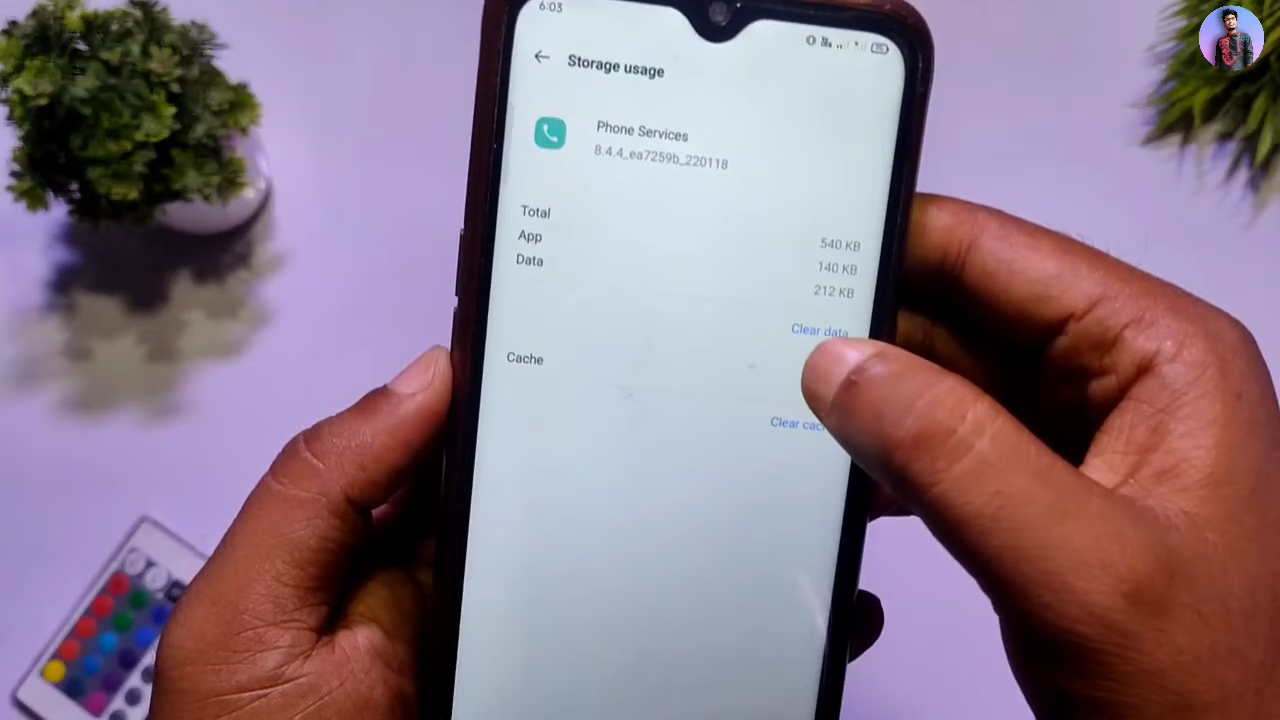 6:03
Storage usage
Phone Services
8.4.4_ea7259b_220118
Total
540 KB
App
140 KB
Data
212 KB
Clear data
Cache
Clear